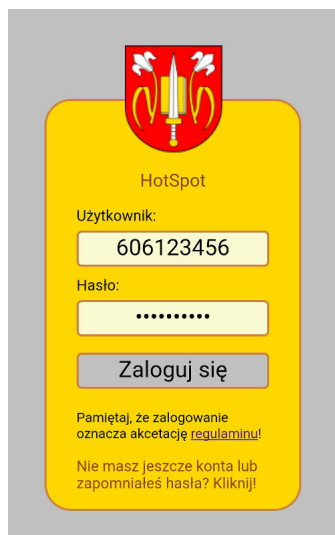 HotSpot
Użytkownik:
606123456
Hasło:
••••••••••
Zaloguj się
Pamiętaj, że zalogowanie
oznacza akcetację regulaminu!
Nie masz jeszcze konta lub
zapomniałeś hasła? Kliknij!